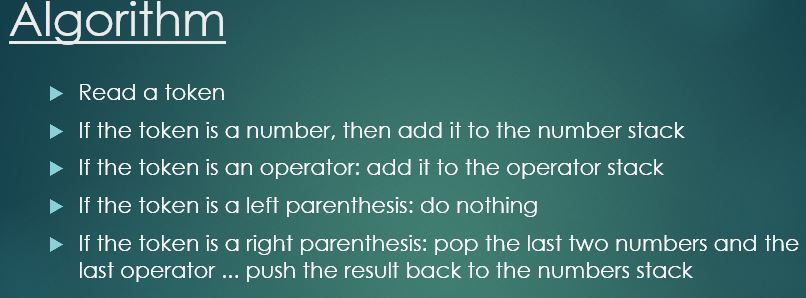 Algorithm
Read a token
If the token is a number, then add it to the number stack
If the token is an operator: add it to the operator stack
If the token is a left parenthesis: do nothing
If the token is a right parenthesis: pop the last two numbers and the
last operator ... push the result back to the numbers stack